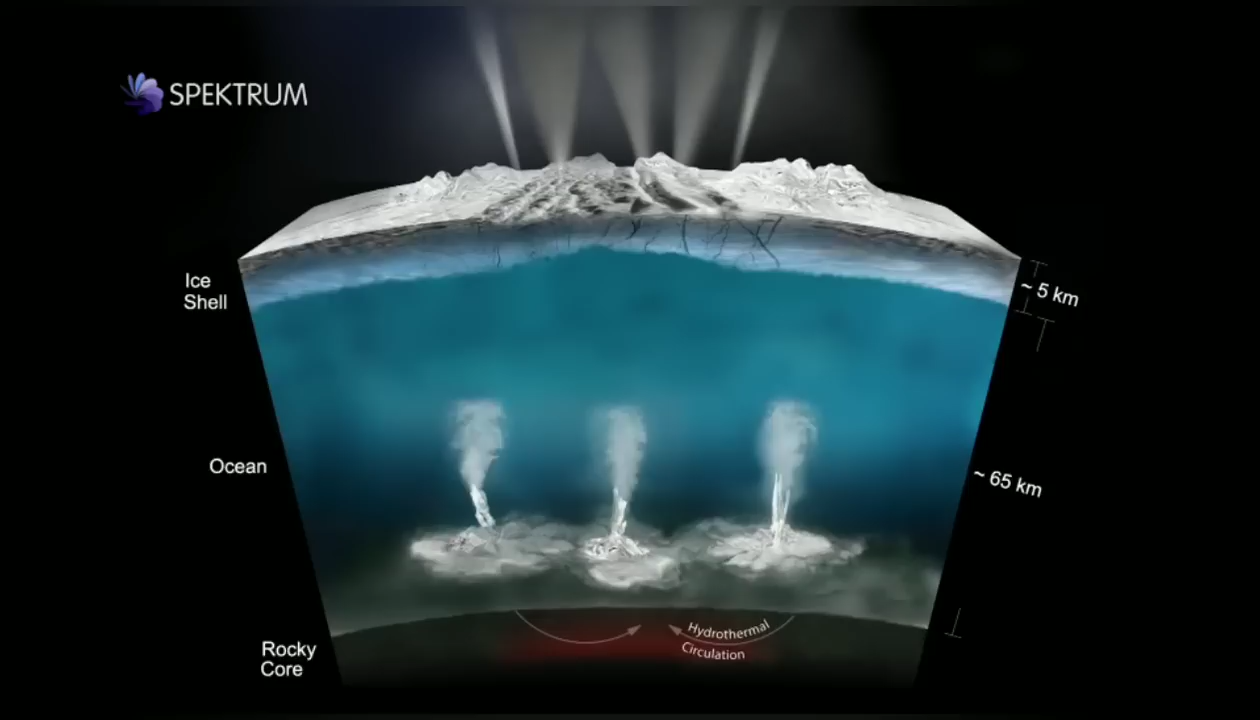 SPEKTRUM
Ice
Shell
~ 5 km
Ocean
~ 65 km
Hydrothermal
Circulation
Rocky
Core